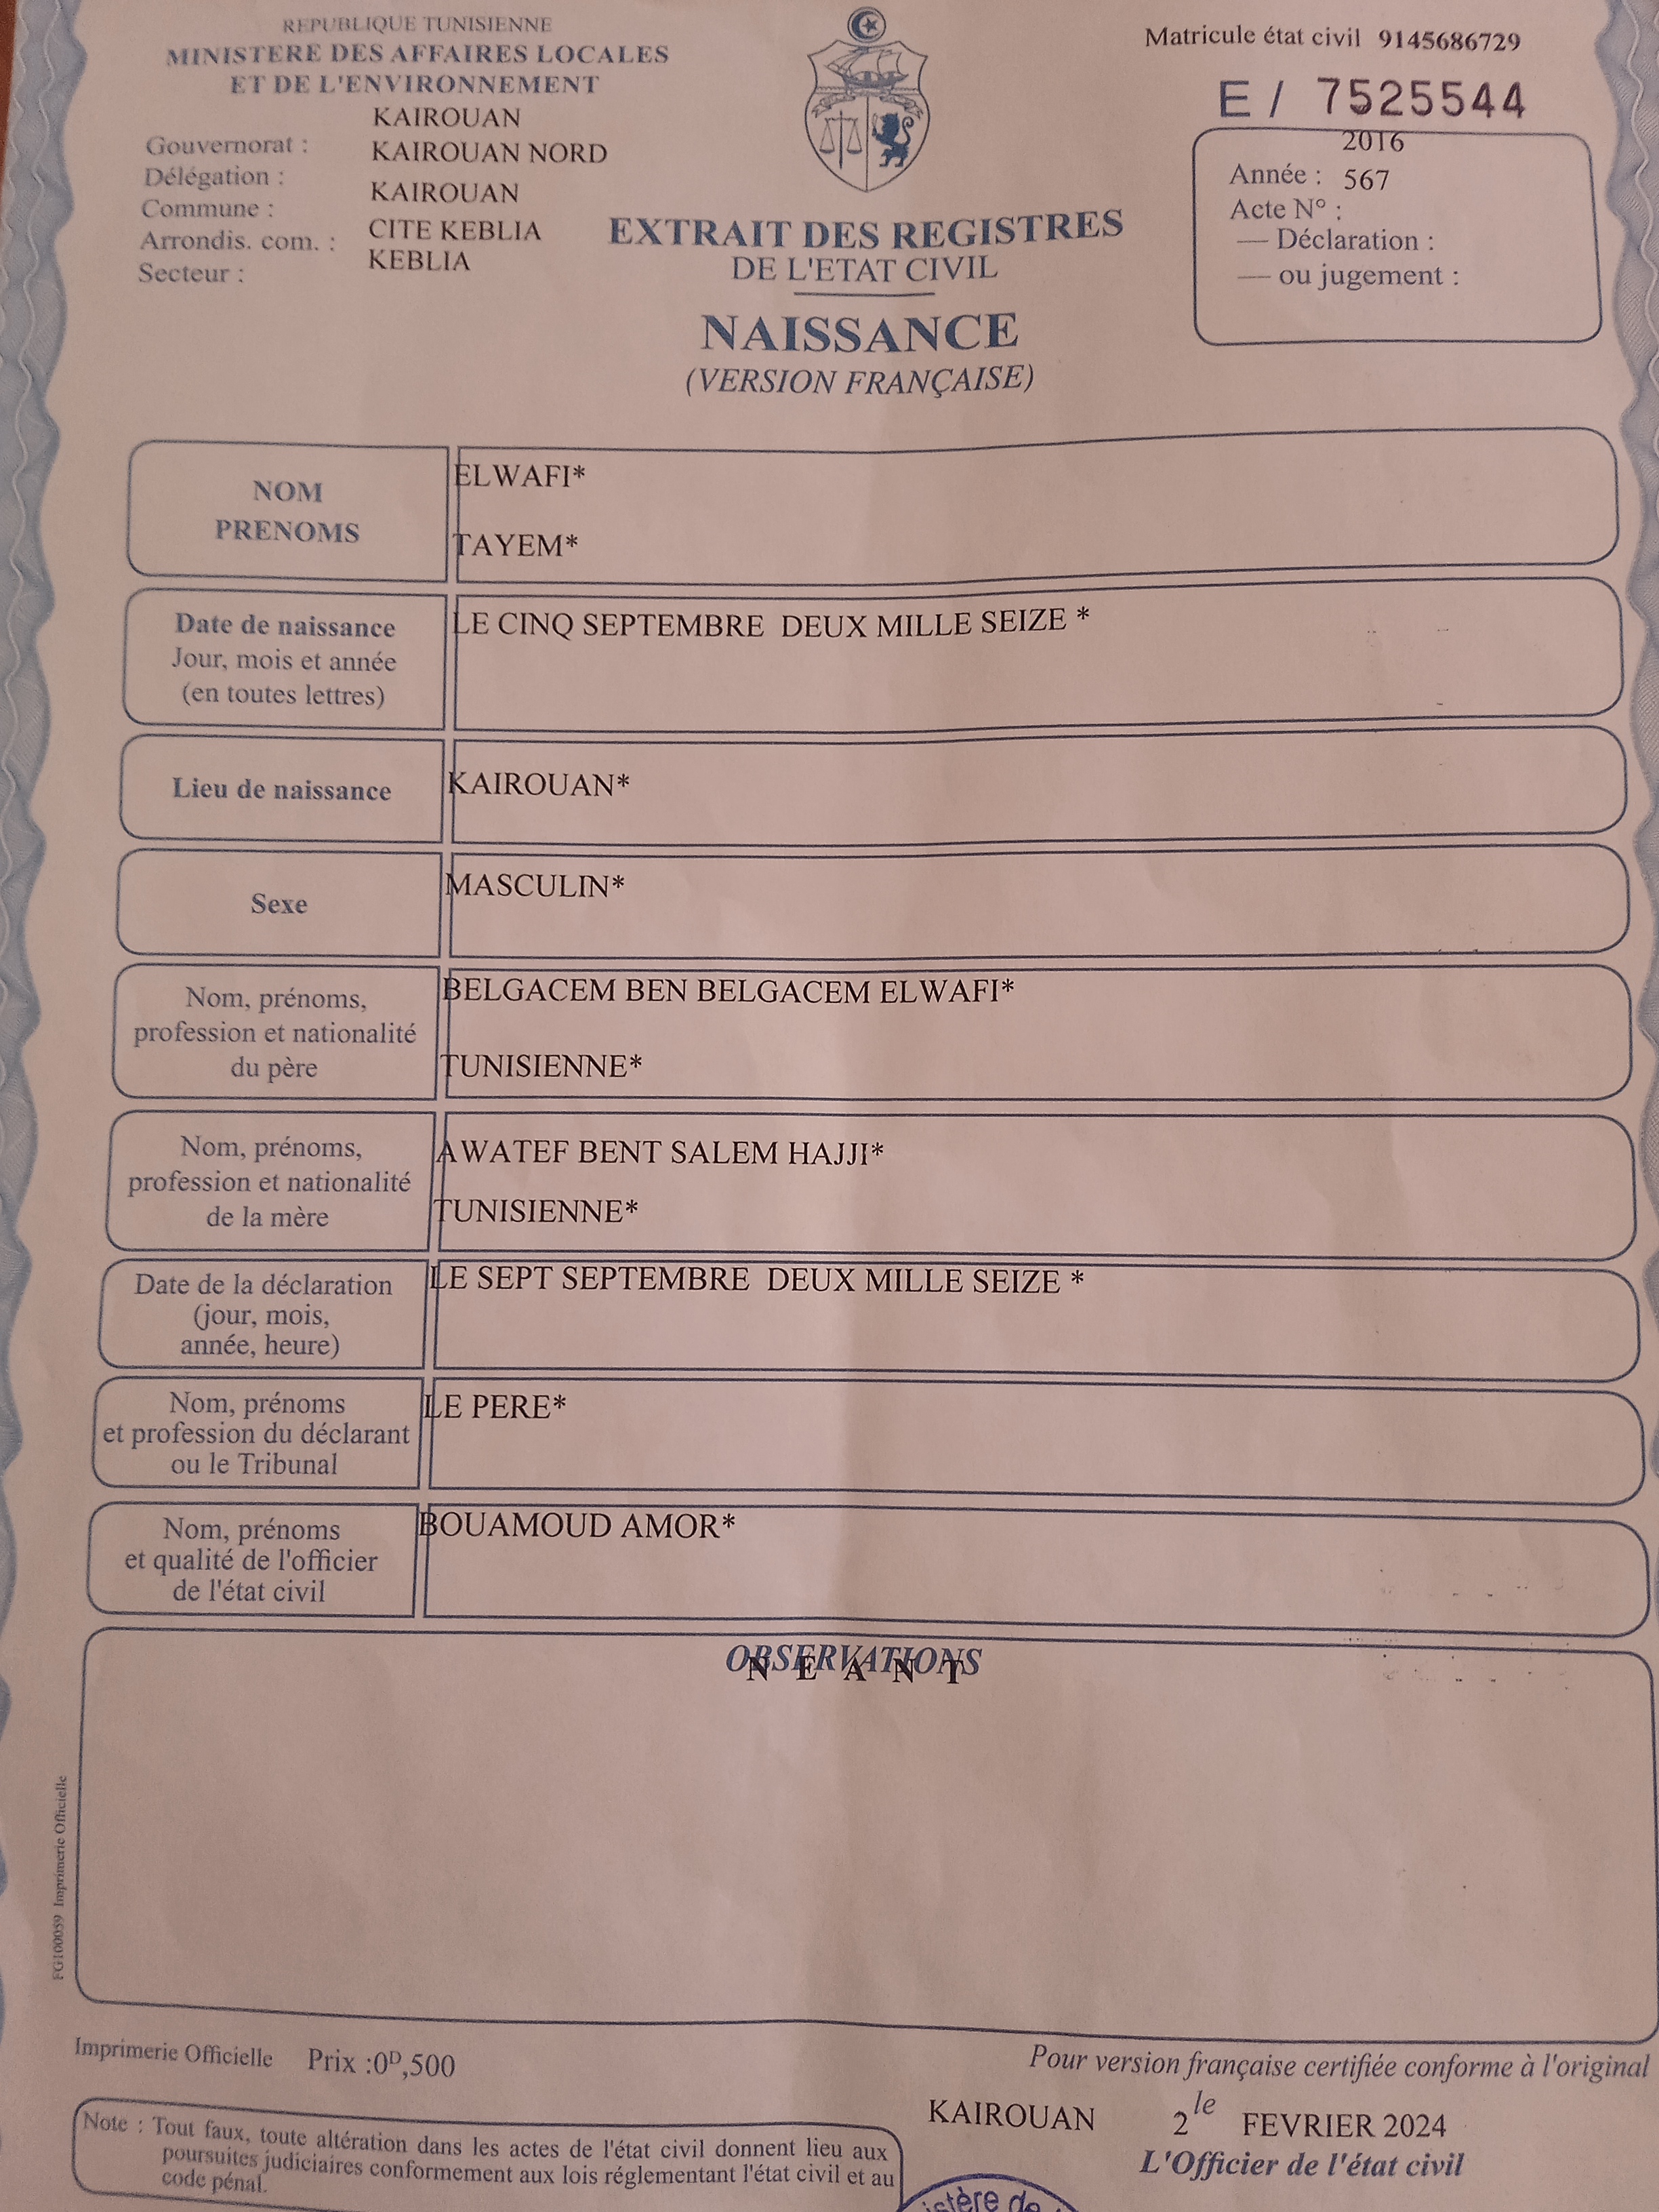 REPUBLIQUE TUNISIENNE
MINISTERE DES AFFAIRES LOCALES
ET DE L'ENVIRONNEMENT
Gouvernorat : KAIROUAN
Délégation : KAIROUAN NORD
Commune : KAIROUAN
Arrondis. com. : CITE KEBLIA
Secteur : KEBLIA
Matricule état civil 9145686729
E / 7525544
2016
Année : 567
Acte N° :
— Déclaration :
— ou jugement :
EXTRAIT DES REGISTRES
DE L'ETAT CIVIL
NAISSANCE
(VERSION FRANÇAISE)
NOM
PRENOMS
ELWAFI*
TAYEM*
Date de naissance
Jour, mois et année
(en toutes lettres)
LE CINQ SEPTEMBRE DEUX MILLE SEIZE *
Lieu de naissance
KAIROUAN*
Sexe
MASCULIN*
Nom, prénoms,
profession et nationalité
du père
BELGACEM BEN BELGACEM ELWAFI*
TUNISIENNE*
Nom, prénoms,
profession et nationalité
de la mère
AWATEF BENT SALEM HAJJI*
TUNISIENNE*
Date de la déclaration
(jour, mois,
année, heure)
LE SEPT SEPTEMBRE DEUX MILLE SEIZE *
Nom, prénoms
et profession du déclarant
ou le Tribunal
LE PERE*
Nom, prénoms
et qualité de l'officier
de l'état civil
BOUAMOUD AMOR*
OBSERVATIONS
N E A N T
FG100059 Imprimerie Officielle
Imprimerie Officielle Prix :0D,500
Pour version française certifiée conforme à l'original
KAIROUAN 2 le FEVRIER 2024
L'Officier de l'état civil
Note : Tout faux, toute altération dans les actes de l'état civil donnent lieu aux
poursuites judiciaires conformement aux lois réglementant l'état civil et au
code pénal.